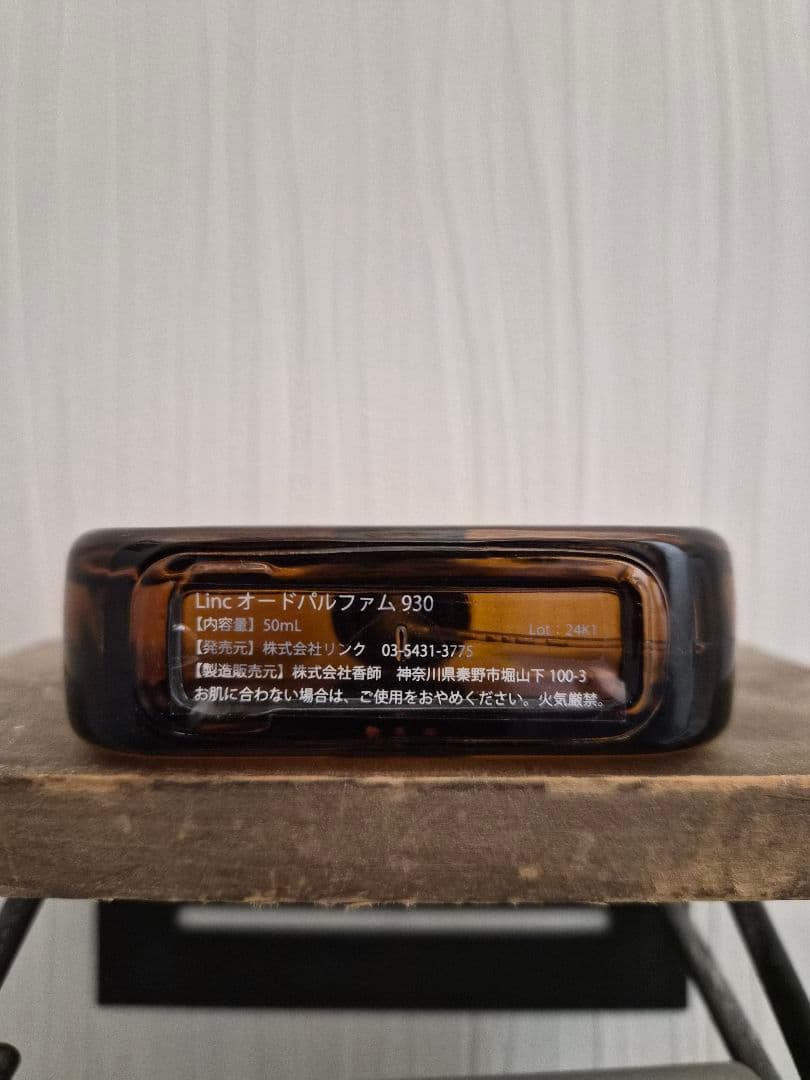 Linc オードパルファム 930
【内容量】50mL
Lot：24K1
【発売元】株式会社リンク 03-5431-3775
【製造販売元】株式会社香師 神奈川県秦野市堀山下 100-3
お肌に合わない場合は、ご使用をおやめください。火気厳禁。